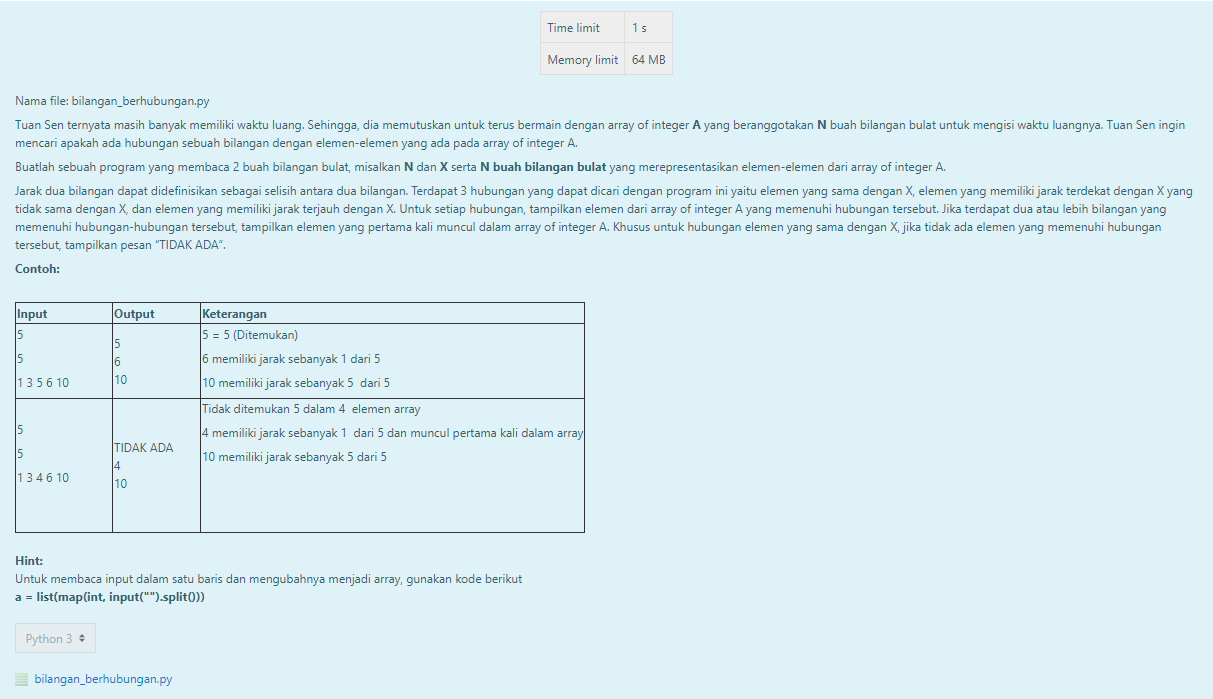 Time limit 1 s
Memory limit 64 MB
Nama file: bilangan_berhubungan.py
Tuan Sen ternyata masih banyak memiliki waktu luang. Sehingga, dia memutuskan untuk terus bermain dengan array of integer A yang beranggotakan N buah bilangan bulat untuk mengisi waktu luangnya. Tuan Sen ingin
mencari apakah ada hubungan sebuah bilangan dengan elemen-elemen yang ada pada array of integer A.
Buatlah sebuah program yang membaca 2 buah bilangan bulat, misalkan N dan X serta N buah bilangan bulat yang merepresentasikan elemen-elemen dari array of integer A.
Jarak dua bilangan dapat didefinisikan sebagai selisih antara dua bilangan. Terdapat 3 hubungan yang dapat dicari dengan program ini yaitu elemen yang sama dengan X, elemen yang memiliki jarak terdekat dengan X yang
tidak sama dengan X, dan elemen yang memiliki jarak terjauh dengan X. Untuk setiap hubungan, tampilkan elemen dari array of integer A yang memenuhi hubungan tersebut. Jika terdapat dua atau lebih bilangan yang
memenuhi hubungan-hubungan tersebut, tampilkan elemen yang pertama kali muncul dalam array of integer A. Khusus untuk hubungan elemen yang sama dengan X, jika tidak ada elemen yang memenuhi hubungan
tersebut, tampilkan pesan “TIDAK ADA”.
Contoh:
Input Output Keterangan
5
5
1 3 5 6 10
5
6
10
5 = 5 (Ditemukan)
6 memiliki jarak sebanyak 1 dari 5
10 memiliki jarak sebanyak 5 dari 5
5
5
1 3 4 6 10
TIDAK ADA
4
10
Tidak ditemukan 5 dalam 4 elemen array
4 memiliki jarak sebanyak 1 dari 5 dan muncul pertama kali dalam array
10 memiliki jarak sebanyak 5 dari 5
Hint:
Untuk membaca input dalam satu baris dan mengubahnya menjadi array, gunakan kode berikut
a = list(map(int, input("").split()))
Python 3
bilangan_berhubungan.py